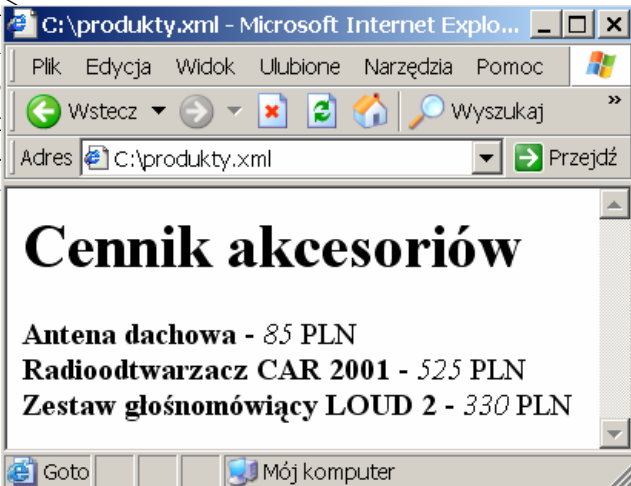 C:\produkty.xml - Microsoft Internet Explo...
Plik Edycja Widok Ulubione Narzędzia Pomoc
Wstecz Wyszukaj »
Adres C:\produkty.xml Przejdź
Cennik akcesoriów
Antena dachowa - 85 PLN
Radioodtwarzacz CAR 2001 - 525 PLN
Zestaw głośnomówiący LOUD 2 - 330 PLN
Goto Mój komputer